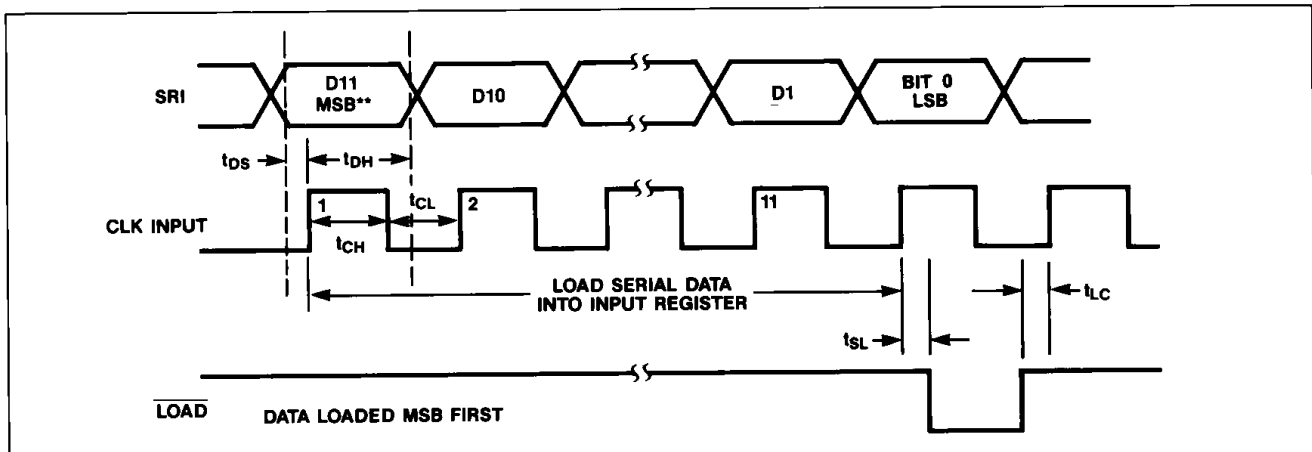 SRI
D11
MSB**
D10
D1
BIT 0
LSB
tDS
tDH
CLK INPUT
1
tCH
tCL
2
11
LOAD SERIAL DATA
INTO INPUT REGISTER
tSL
tLC
LOAD
DATA LOADED MSB FIRST